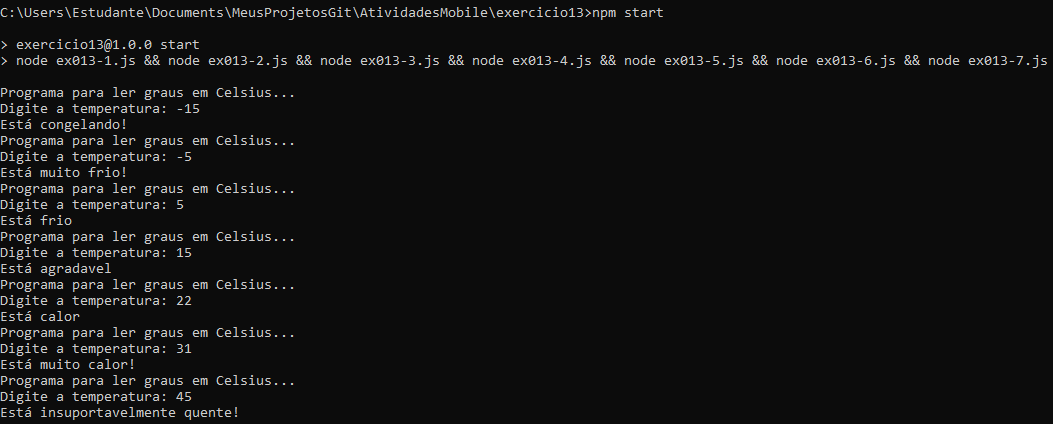 C:\Users\Estudante\Documents\MeusProjetosGit\AtividadesMobile\exercicio13>npm start
> exercicio13@1.0.0 start
> node ex013-1.js && node ex013-2.js && node ex013-3.js && node ex013-4.js && node ex013-5.js && node ex013-6.js && node ex013-7.js
Programa para ler graus em Celsius...
Digite a temperatura: -15
Está congelando!
Programa para ler graus em Celsius...
Digite a temperatura: -5
Está muito frio!
Programa para ler graus em Celsius...
Digite a temperatura: 5
Está frio
Programa para ler graus em Celsius...
Digite a temperatura: 15
Está agradavel
Programa para ler graus em Celsius...
Digite a temperatura: 22
Está calor
Programa para ler graus em Celsius...
Digite a temperatura: 31
Está muito calor!
Programa para ler graus em Celsius...
Digite a temperatura: 45
Está insuportavelmente quente!